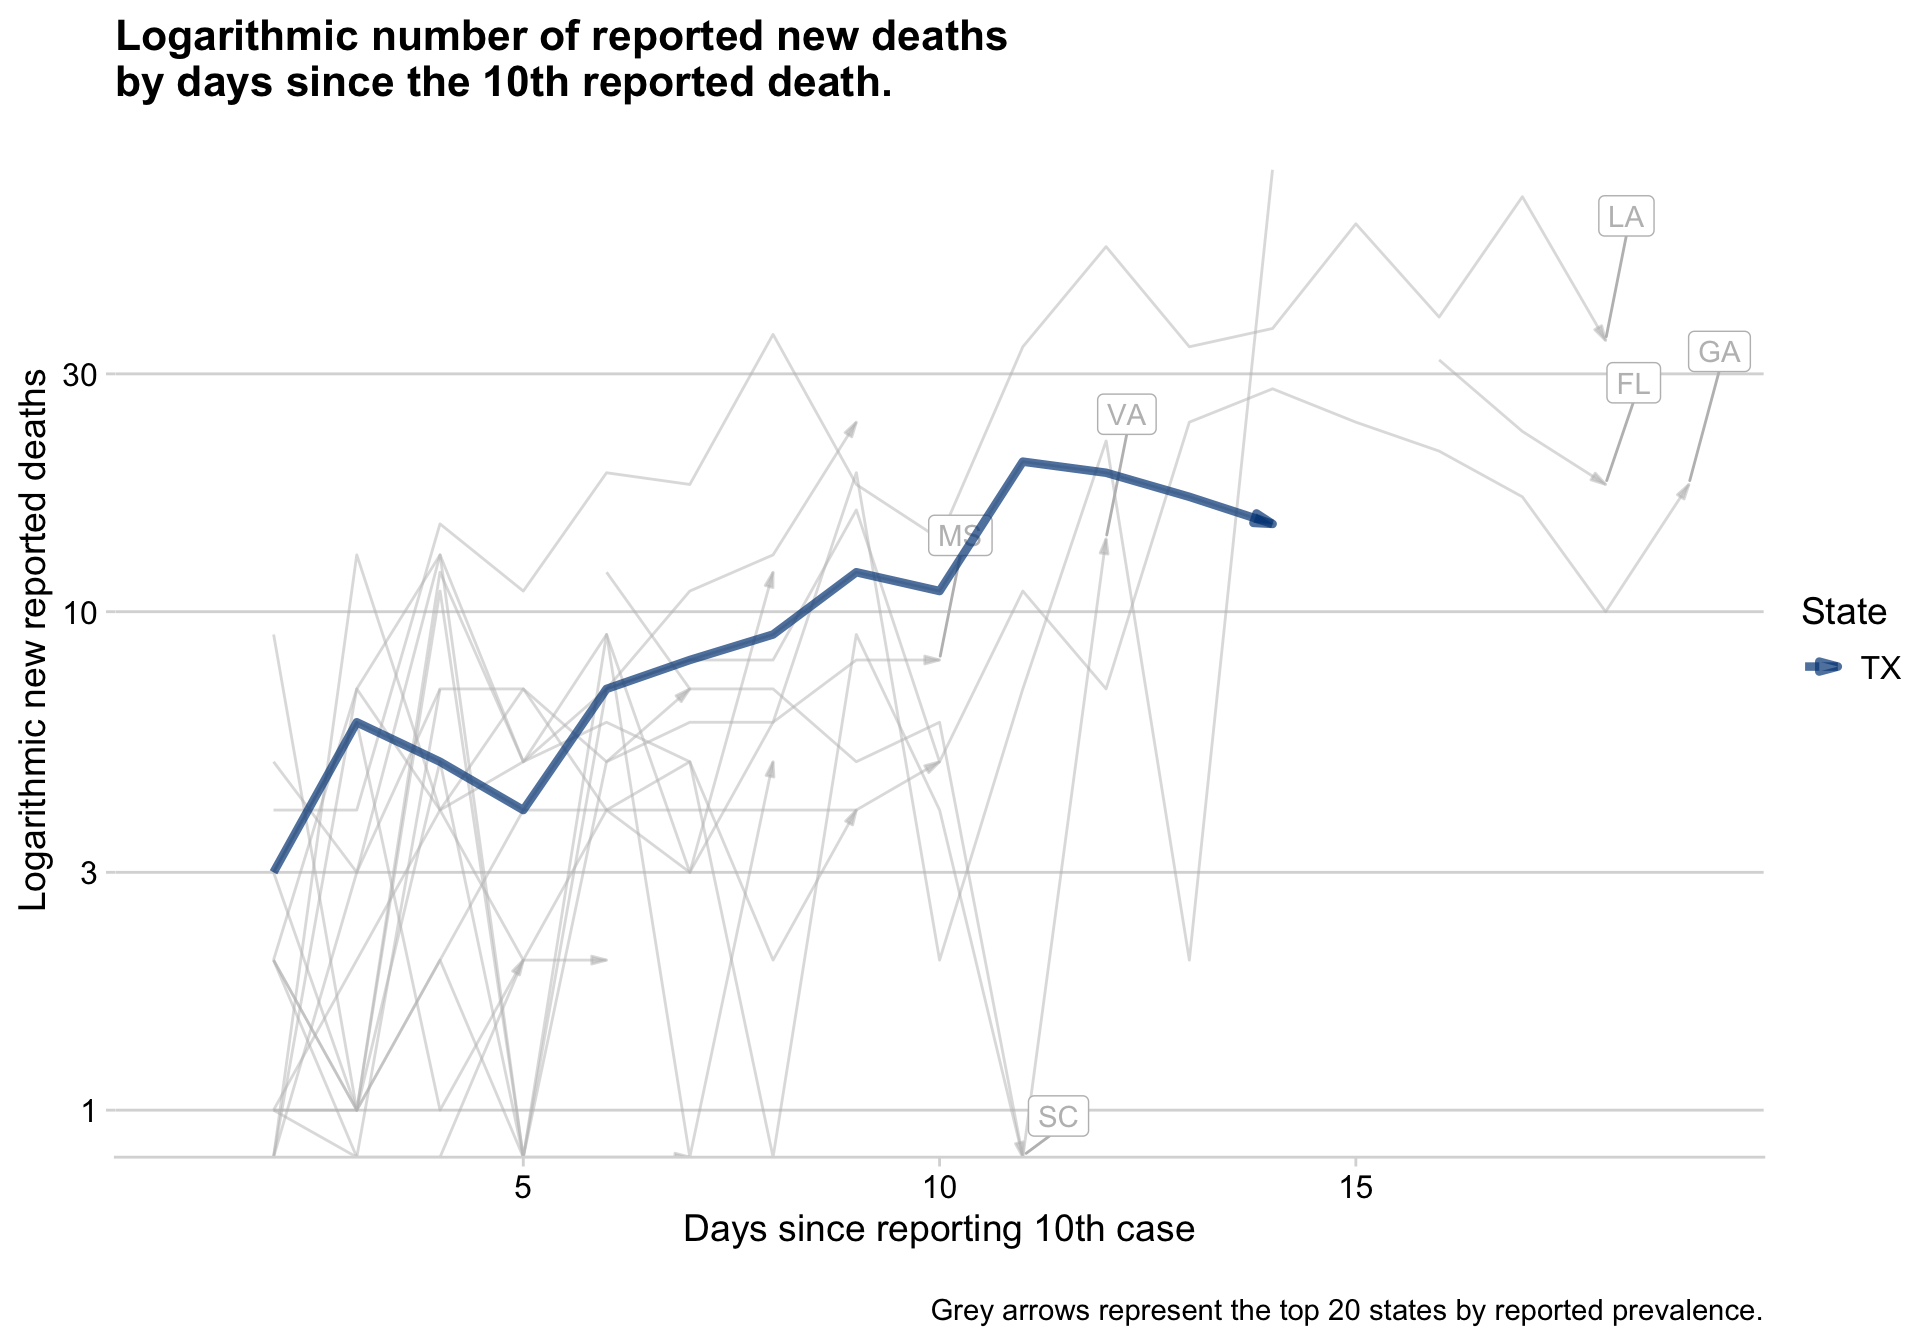 Logarithmic number of reported new deaths
by days since the 10th reported death.
LA
GA
FL
VA
MS
SC
30
10
3
1
Logarithmic new reported deaths
5
10
15
Days since reporting 10th case
State
TX
Grey arrows represent the top 20 states by reported prevalence.